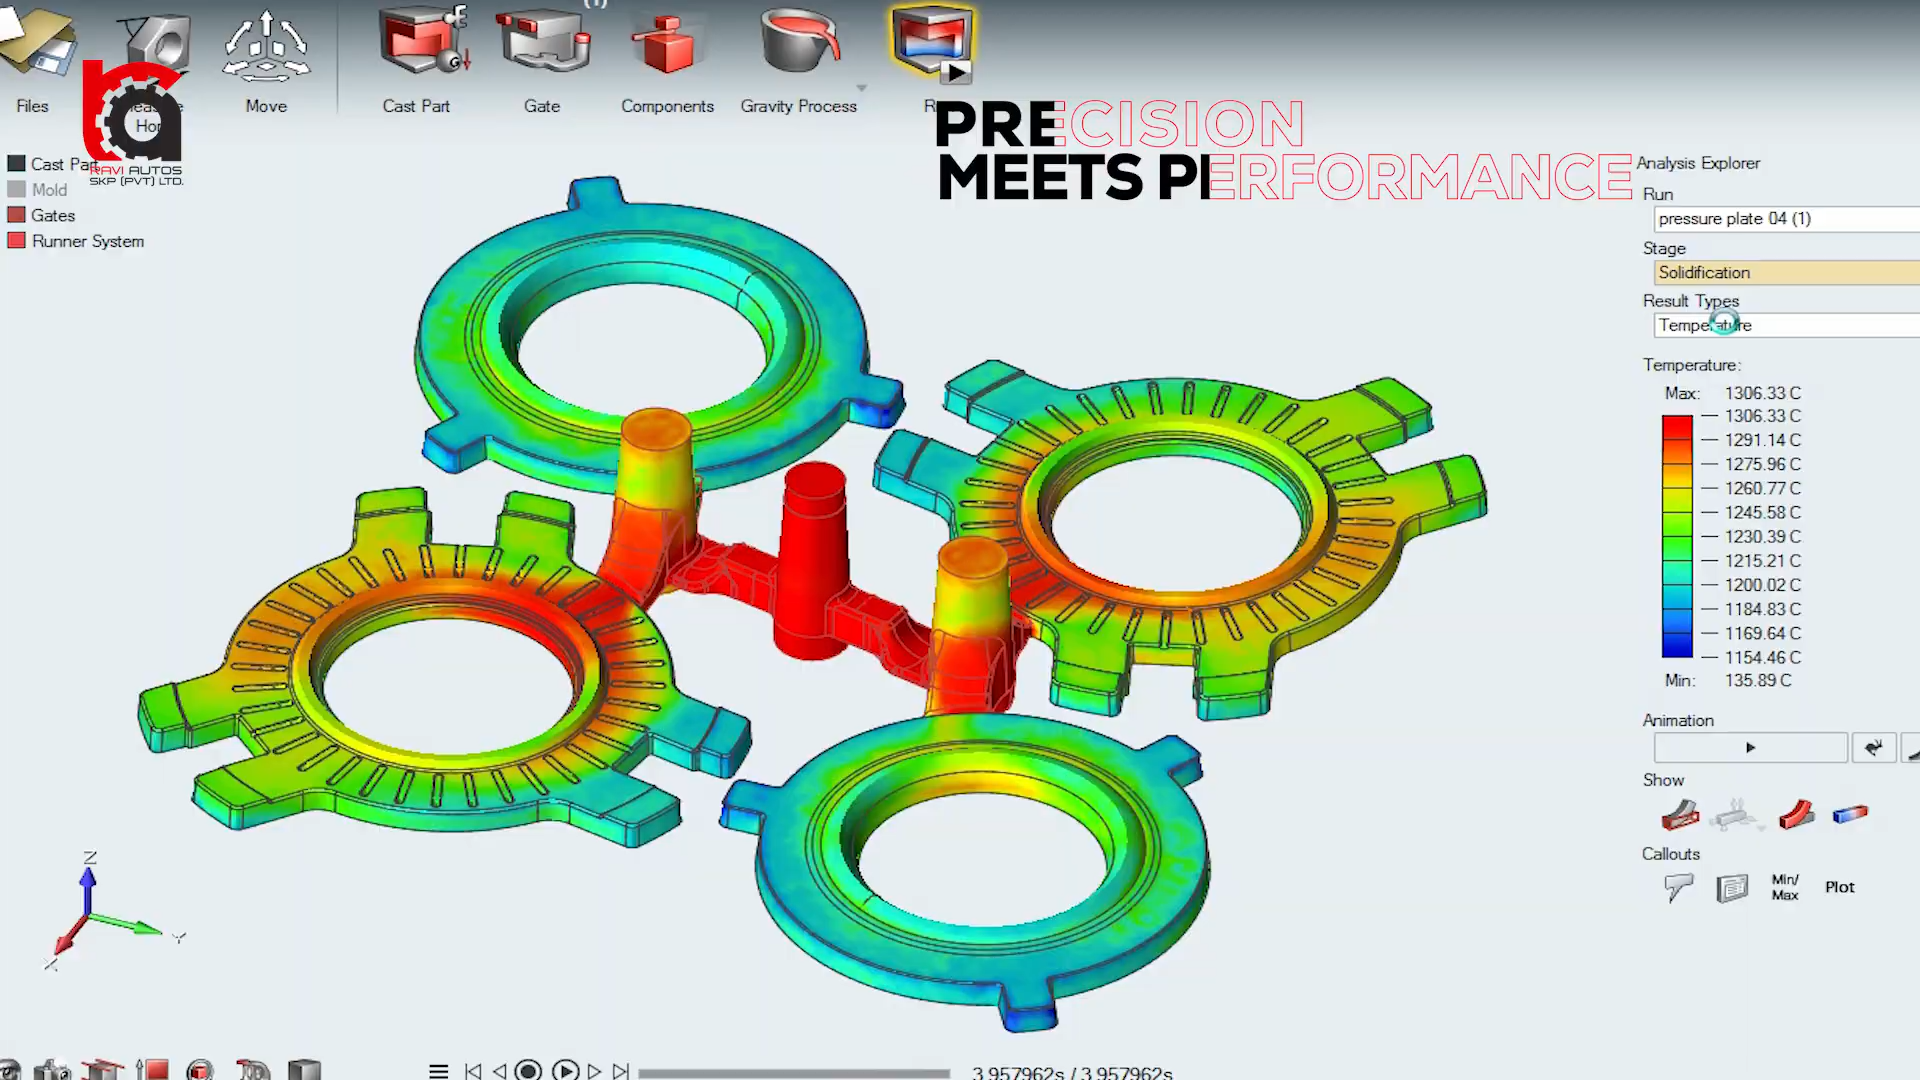 (1)
Files
Move
Cast Part
Gate
Components
Gravity Process
ra
RAVI AUTOS
SKP (PVT) LTD.
PRECISION
MEETS PERFORMANCE
Cast Part
Mold
Gates
Runner System
Analysis Explorer
Run
pressure plate 04 (1)
Stage
Solidification
Result Types
Temperature
Temperature:
Max: 1306.33 C
1306.33 C
1291.14 C
1275.96 C
1260.77 C
1245.58 C
1230.39 C
1215.21 C
1200.02 C
1184.83 C
1169.64 C
1154.46 C
Min: 135.89 C
Animation
Show
Callouts
Min/
Max
Plot
Z
Y
X
3.957962s / 3.957962s